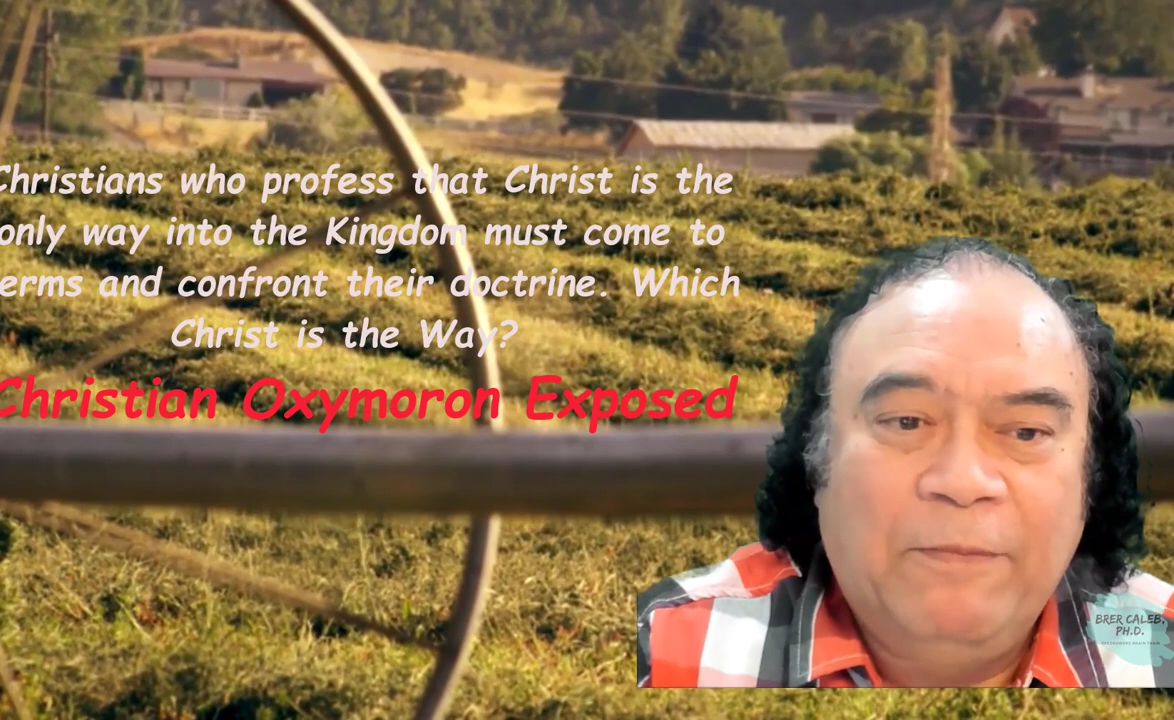 Christians who profess that Christ is the
only way into the Kingdom must come to
terms and confront their doctrine. Which
Christ is the Way?
Christian Oxymoron Exposed
BRER CALEB,
PH.D.